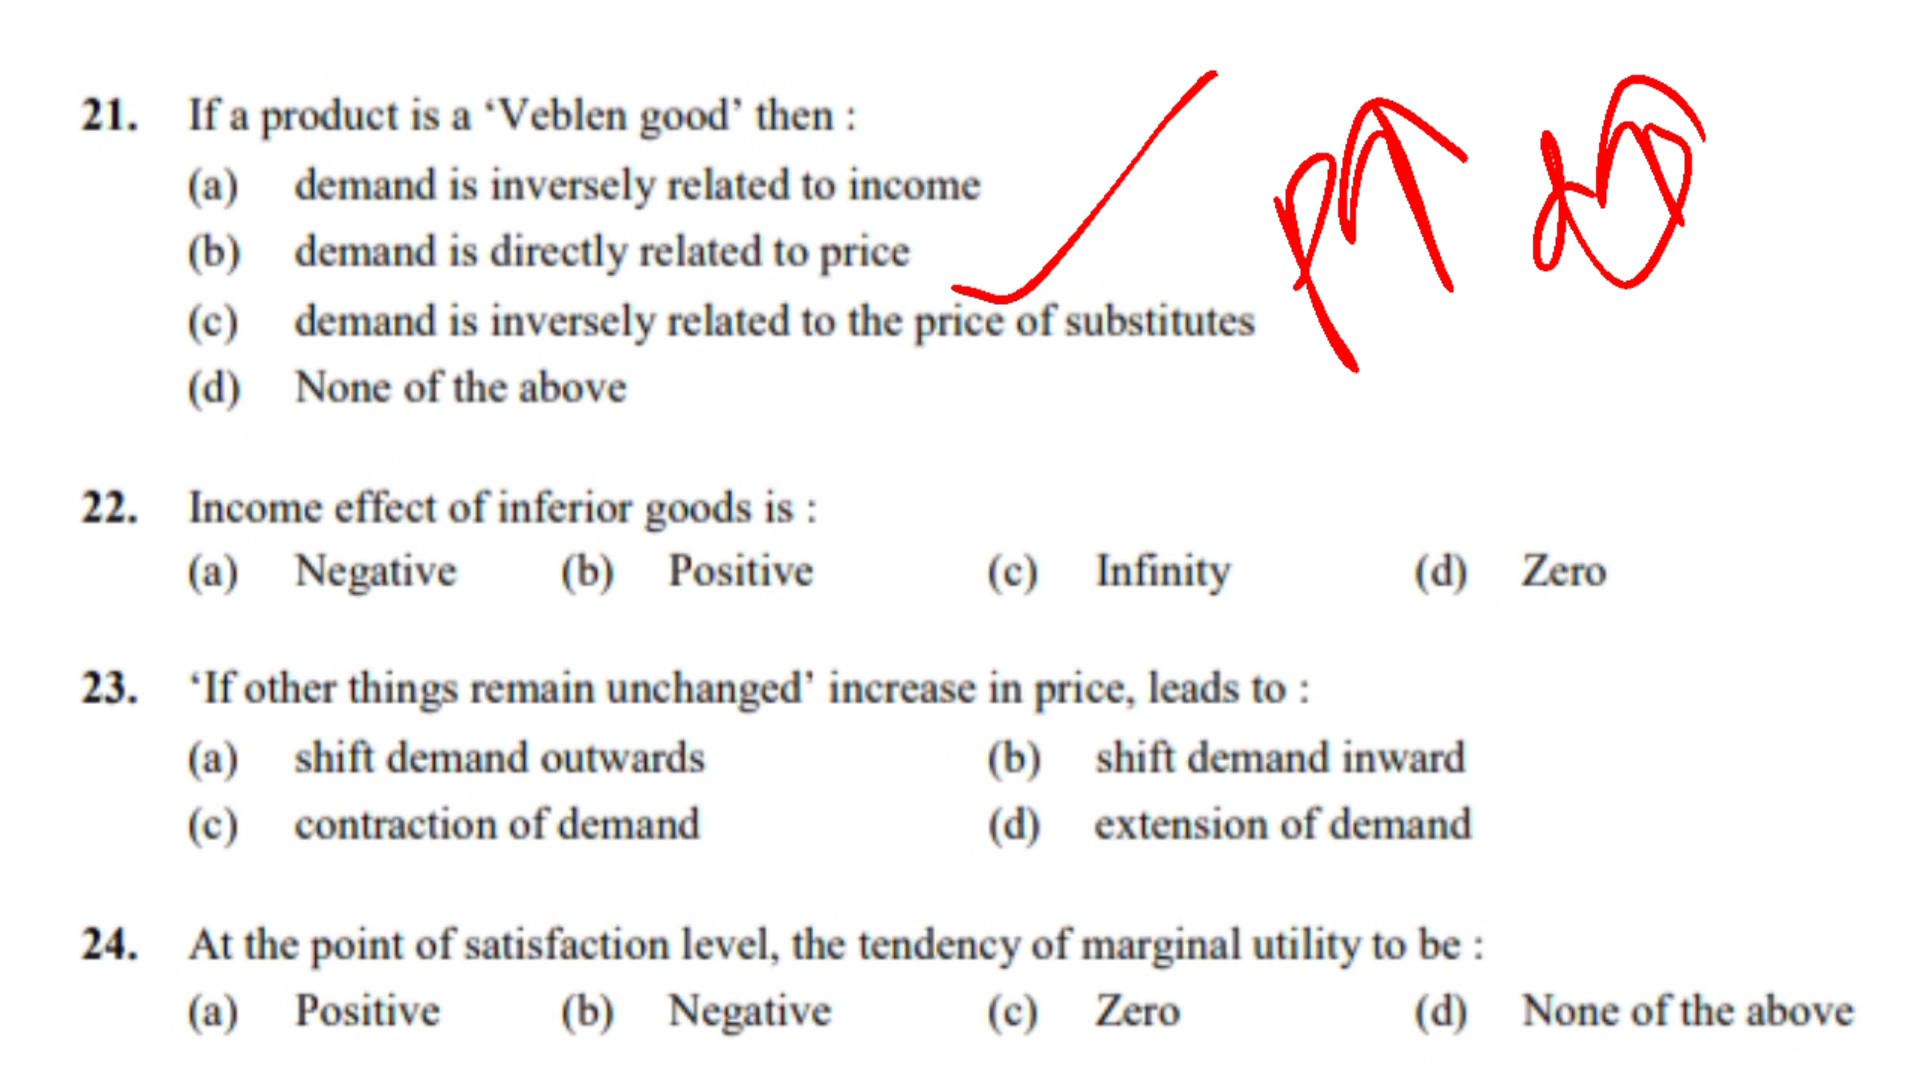 21. If a product is a ‘Veblen good’ then :
(a) demand is inversely related to income
(b) demand is directly related to price
(c) demand is inversely related to the price of substitutes
(d) None of the above
22. Income effect of inferior goods is :
(a) Negative (b) Positive (c) Infinity (d) Zero
23. ‘If other things remain unchanged’ increase in price, leads to :
(a) shift demand outwards (b) shift demand inward
(c) contraction of demand (d) extension of demand
24. At the point of satisfaction level, the tendency of marginal utility to be :
(a) Positive (b) Negative (c) Zero (d) None of the above